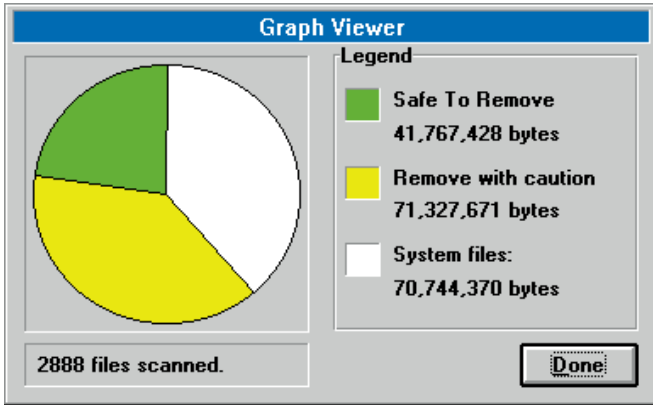 Graph Viewer
Legend
Safe To Remove
41,767,428 bytes
Remove with caution
71,327,671 bytes
System files:
70,744,370 bytes
2888 files scanned.
Done